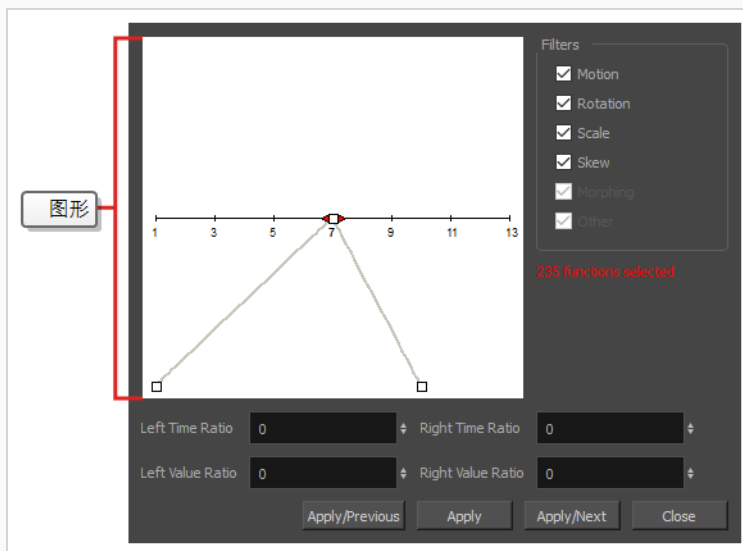 图形
Filters
Motion
Rotation
Scale
Skew
Morphing
Other
235 functions selected
1 3 5 7 9 11 13
Left Time Ratio 0 Right Time Ratio 0
Left Value Ratio 0 Right Value Ratio 0
Apply/Previous Apply Apply/Next Close